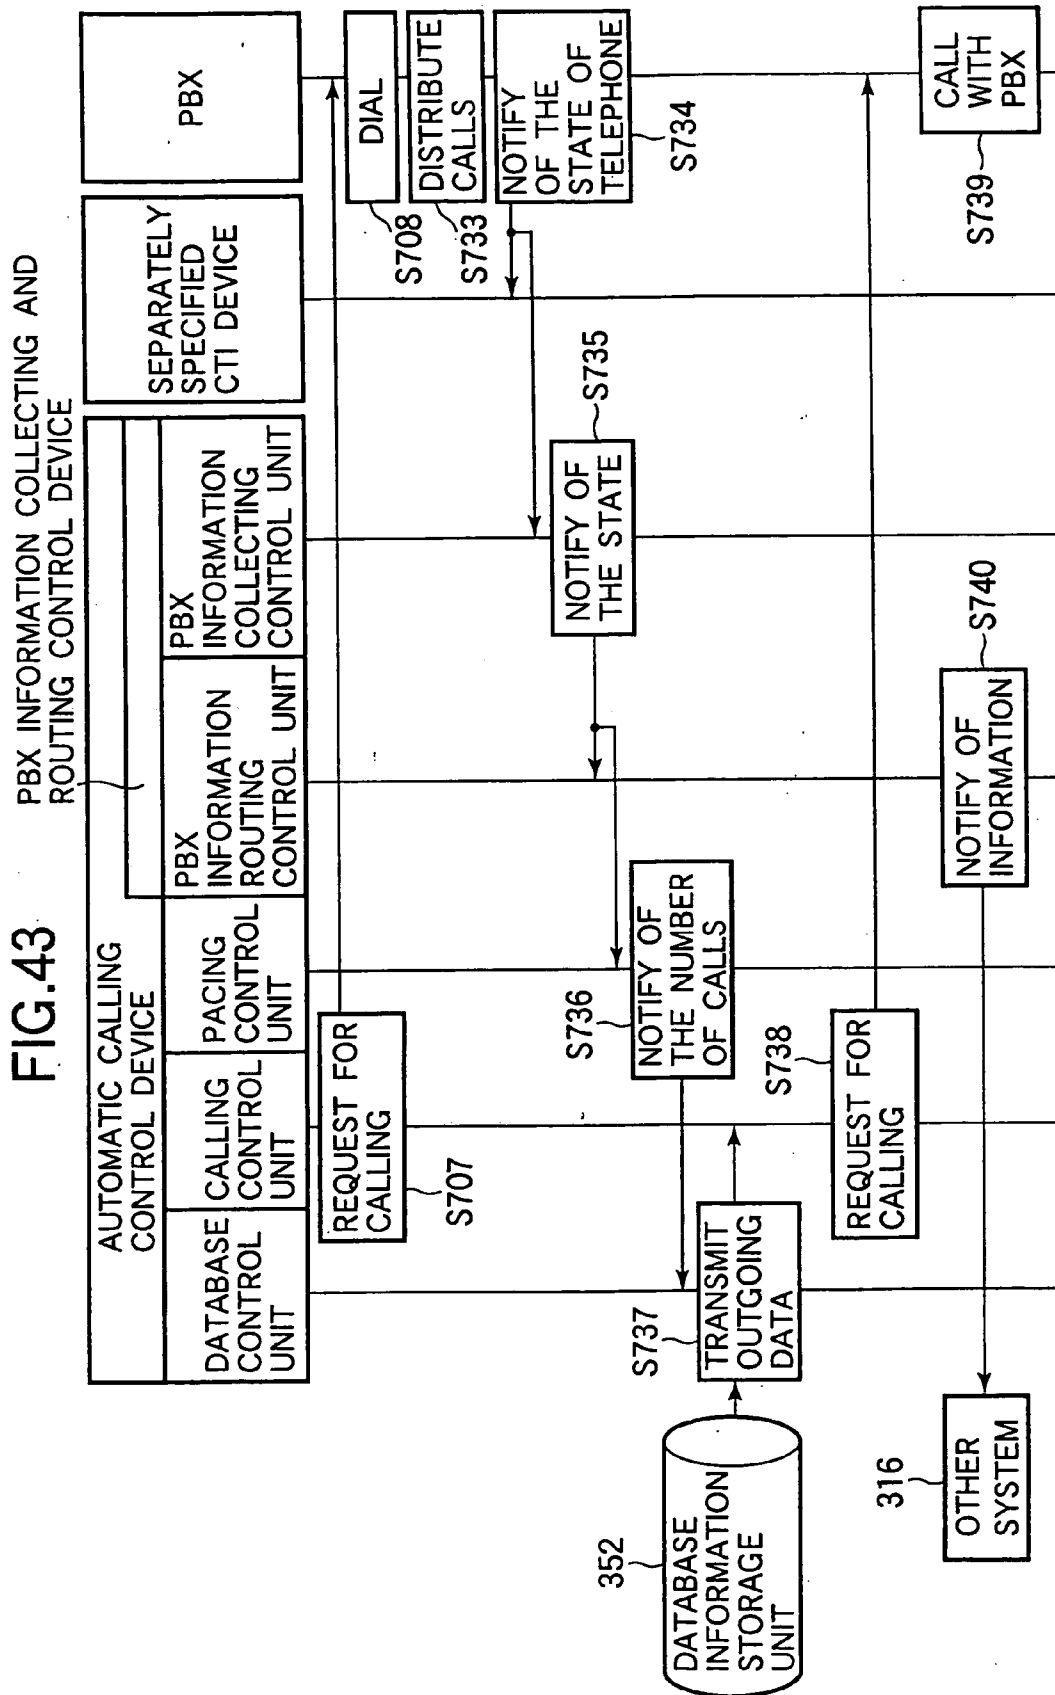 FIG.43
PBX INFORMATION COLLECTING AND
ROUTING CONTROL DEVICE
AUTOMATIC CALLING
CONTROL DEVICE
DATABASE
CONTROL
UNIT
CALLING
CONTROL
UNIT
PACING
CONTROL
UNIT
PBX
INFORMATION
ROUTING
CONTROL UNIT
PBX
INFORMATION
COLLECTING
CONTROL UNIT
SEPARATELY
SPECIFIED
CTI DEVICE
PBX
REQUEST FOR
CALLING
S707
DIAL
S708
DISTRIBUTE
CALLS
S733
NOTIFY
OF THE
STATE OF
TELEPHONE
S734
NOTIFY OF
THE STATE
S735
S736
NOTIFY OF
THE NUMBER
OF CALLS
S737
TRANSMIT
OUTGOING
DATA
352
DATABASE
INFORMATION
STORAGE
UNIT
S738
REQUEST FOR
CALLING
CALL
WITH
PBX
S739
NOTIFY OF
INFORMATION
S740
316
OTHER
SYSTEM